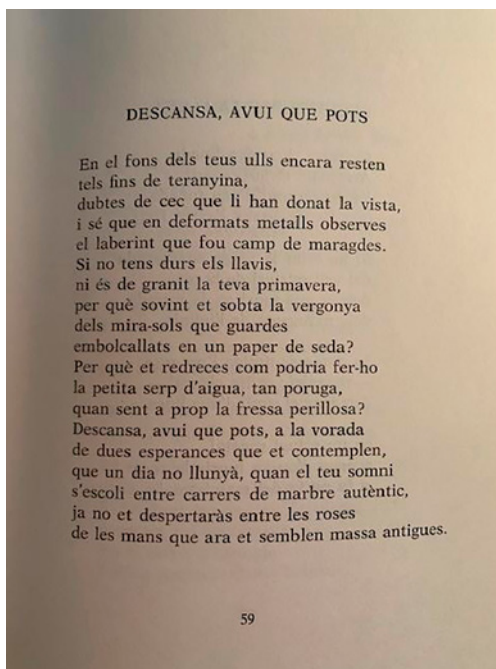 DESCANSA, AVUI QUE POTS
En el fons dels teus ulls encara resten
tels fins de teranyina,
dubtes de cec que li han donat la vista,
i sé que en deformats metalls observes
el laberint que fou camp de maragdes.
Si no tens durs els llavis,
ni és de granit la teva primavera,
per què sovint et sobta la vergonya
dels mira-sols que guardes
embolcallats en un paper de seda?
Per què et redreces com podria fer-ho
la petita serp d'aigua, tan poruga,
quan sent a prop la fressa perillosa?
Descansa, avui que pots, a la vorada
de dues esperances que et contemplen,
que un dia no llunyà, quan el teu somni
s'escoli entre carrers de marbre autèntic,
ja no et despertaràs entre les roses
de les mans que ara et semblen massa antigues.
59